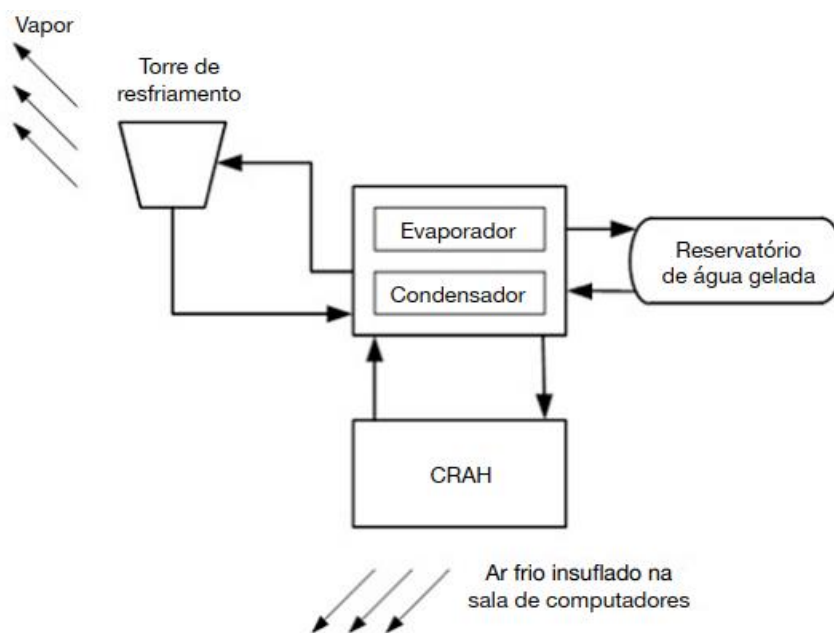 Vapor
Torre de
resfriamento
Evaporador
Condensador
Reservatório
de água gelada
CRAH
Ar frio insuflado na
sala de computadores